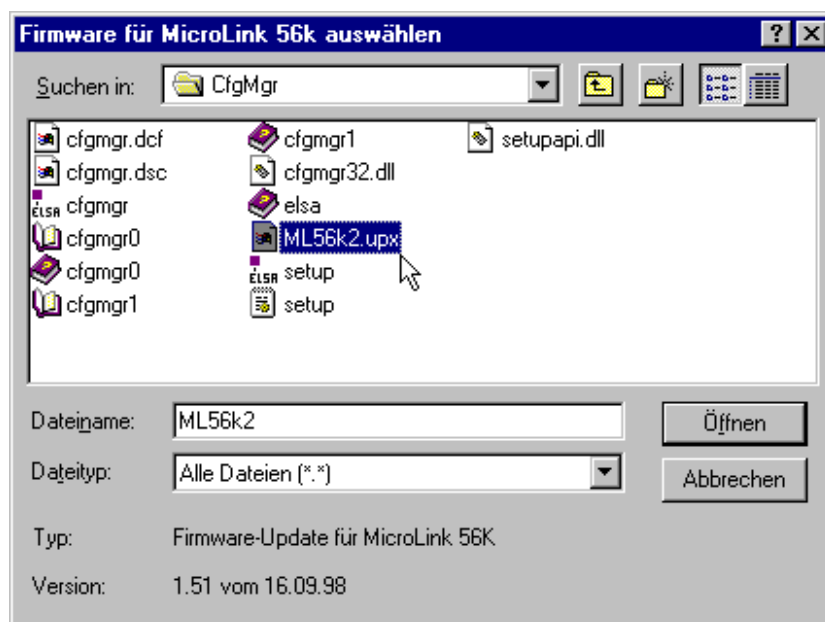 Firmware für MicroLink 56k auswählen
Suchen in: CfgMgr
cfgmgr.dcf cfgmgr1 setupapi.dll
cfgmgr.dsc cfgmgr32.dll
ELSA cfgmgr elsa
cfgmgr0 ML56k2.upx
cfgmgr0 ELSA setup
cfgmgr1 setup
Dateiname: ML56k2 Öffnen
Dateityp: Alle Dateien (*.*) Abbrechen
Typ: Firmware-Update für MicroLink 56K
Version: 1.51 vom 16.09.98